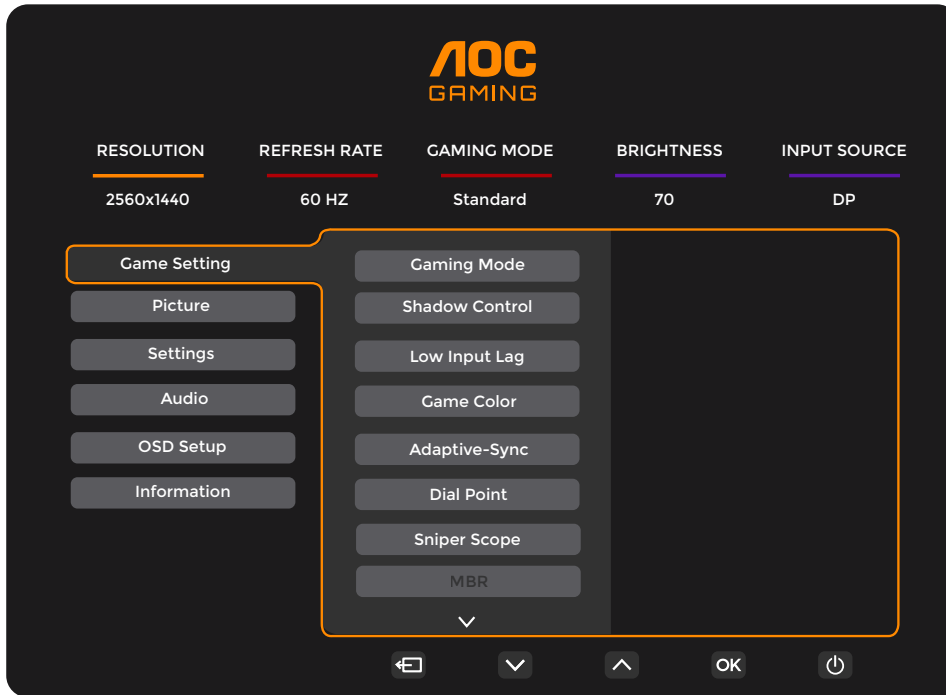 AOC
GAMING
RESOLUTION REFRESH RATE GAMING MODE BRIGHTNESS INPUT SOURCE
2560x1440 60 HZ Standard 70 DP
Game Setting
Picture
Settings
Audio
OSD Setup
Information
Gaming Mode
Shadow Control
Low Input Lag
Game Color
Adaptive-Sync
Dial Point
Sniper Scope
MBR
OK